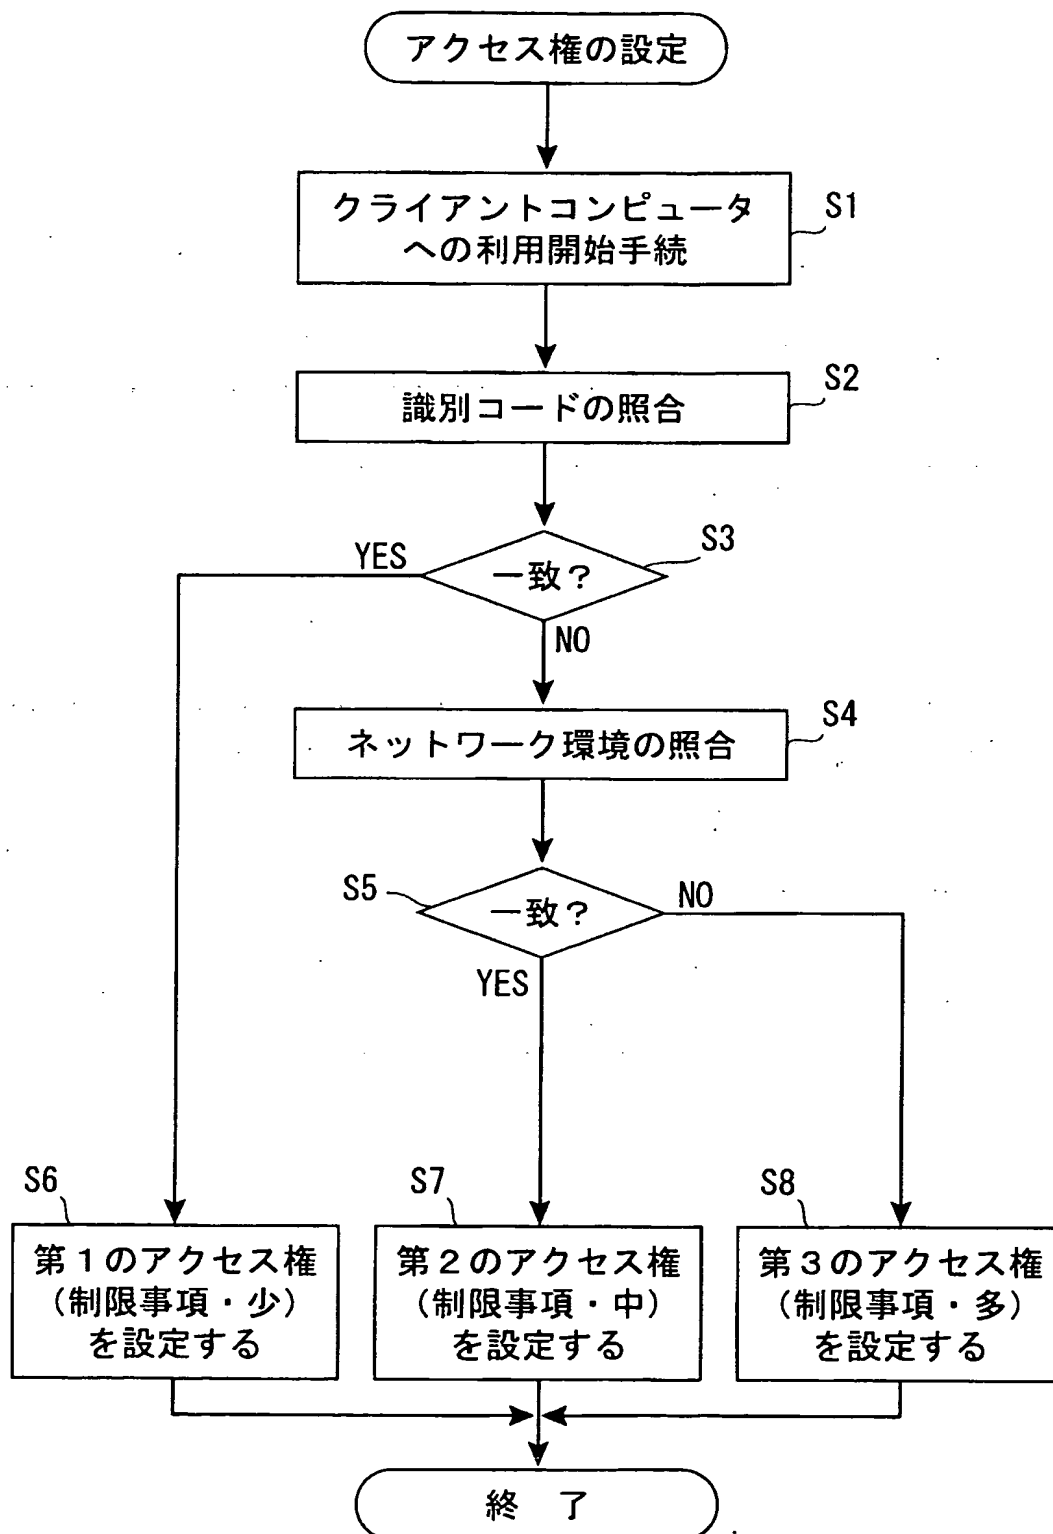 アクセス権の設定
クライアントコンピュータ
への利用開始手続
S1
識別コードの照合
S2
一致？
S3
YES
NO
ネットワーク環境の照合
S4
一致？
S5
NO
YES
S6
第１のアクセス権
（制限事項・少）
を設定する
S7
第２のアクセス権
（制限事項・中）
を設定する
S8
第３のアクセス権
（制限事項・多）
を設定する
終　了